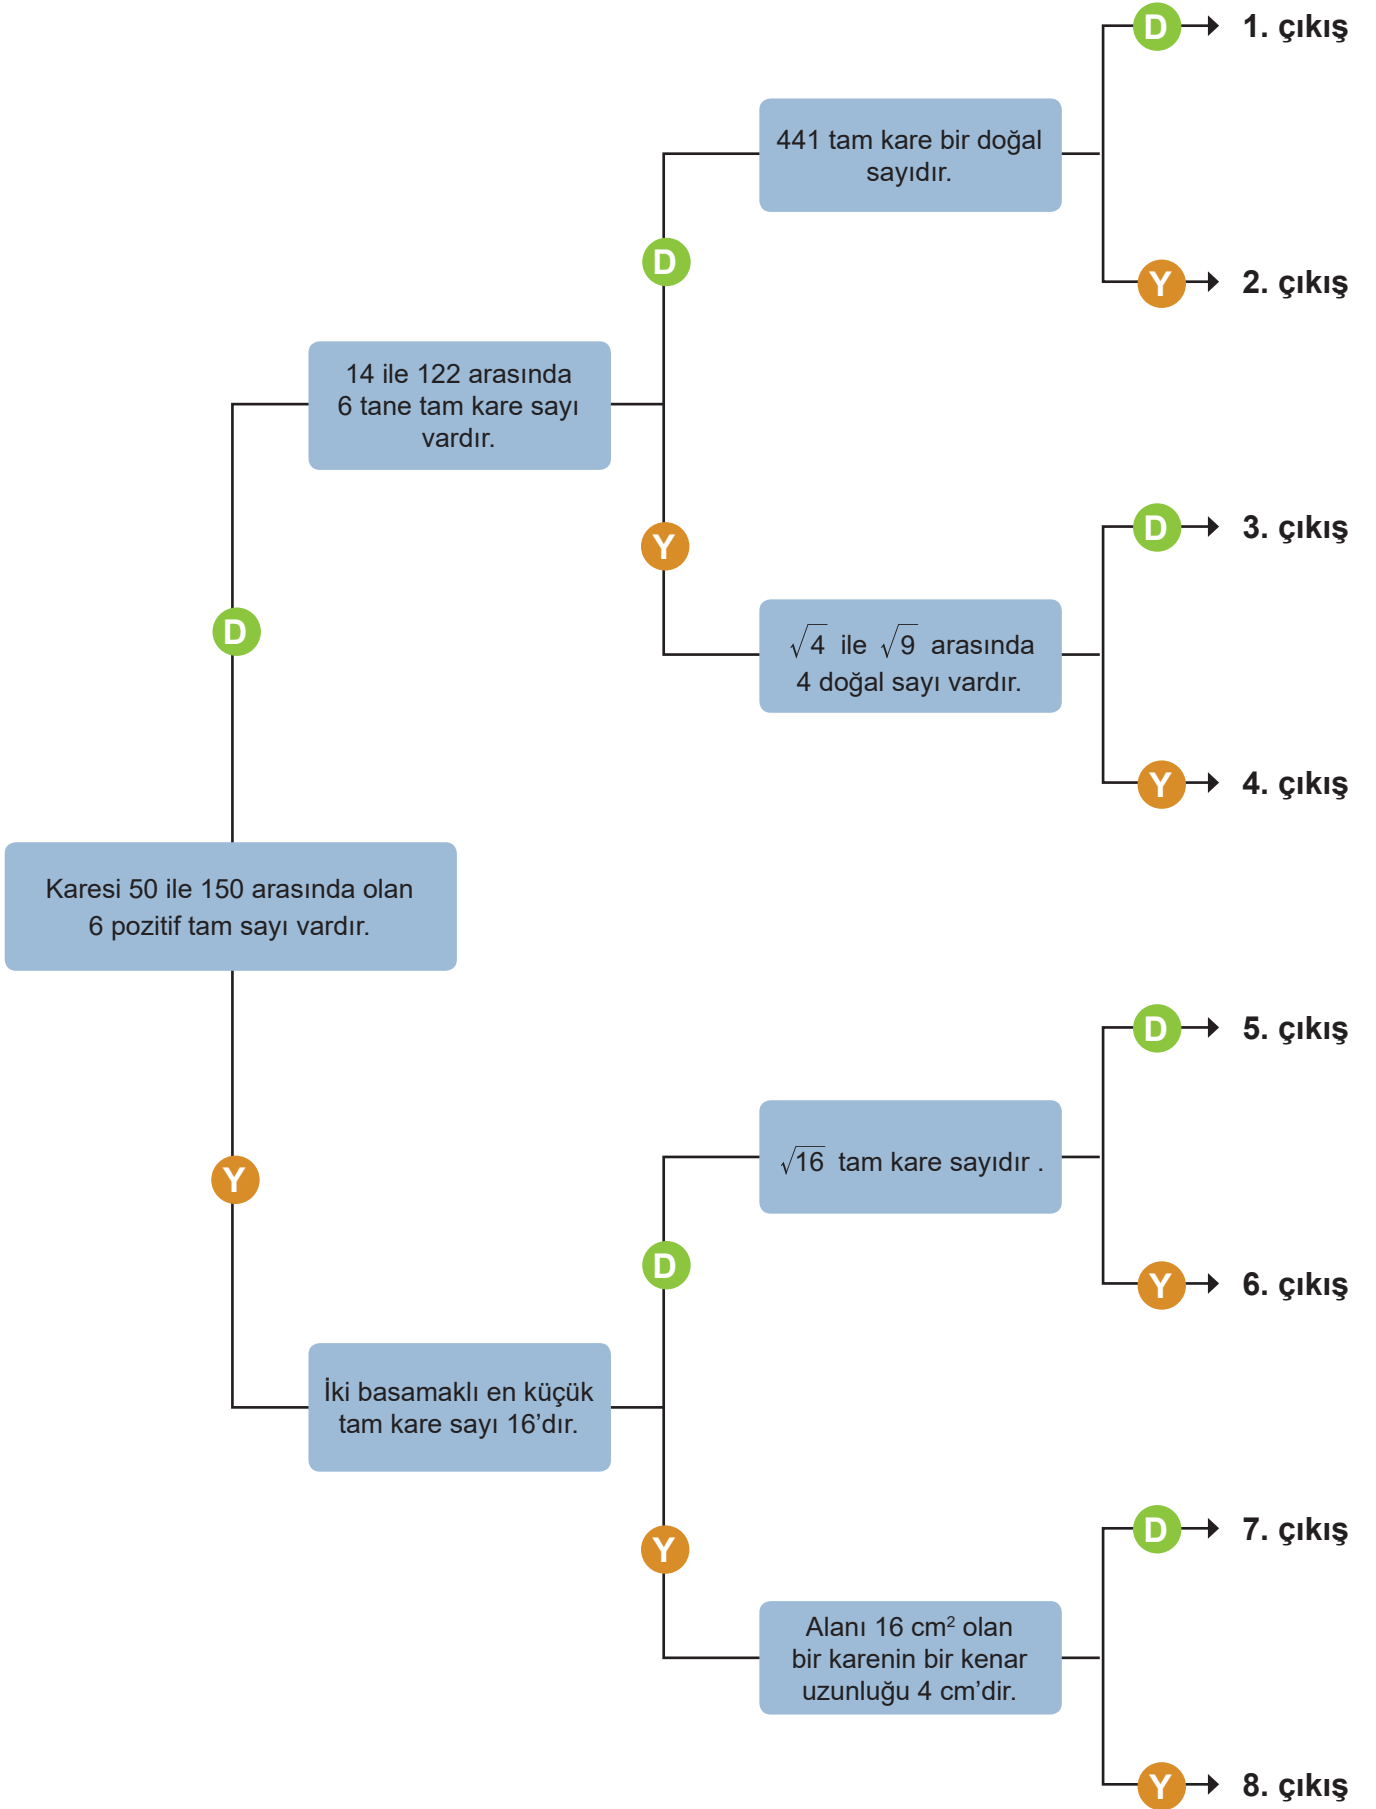 D
1. çıkış
441 tam kare bir doğal
sayıdır.
D
Y
2. çıkış
14 ile 122 arasında
6 tane tam kare sayı
vardır.
Y
D
3. çıkış
D
√4 ile √9 arasında
4 doğal sayı vardır.
Y
4. çıkış
Karesi 50 ile 150 arasında olan
6 pozitif tam sayı vardır.
D
5. çıkış
√16 tam kare sayıdır .
Y
D
Y
6. çıkış
İki basamaklı en küçük
tam kare sayı 16’dır.
Y
D
7. çıkış
Alanı 16 cm² olan
bir karenin bir kenar
uzunluğu 4 cm’dir.
Y
8. çıkış